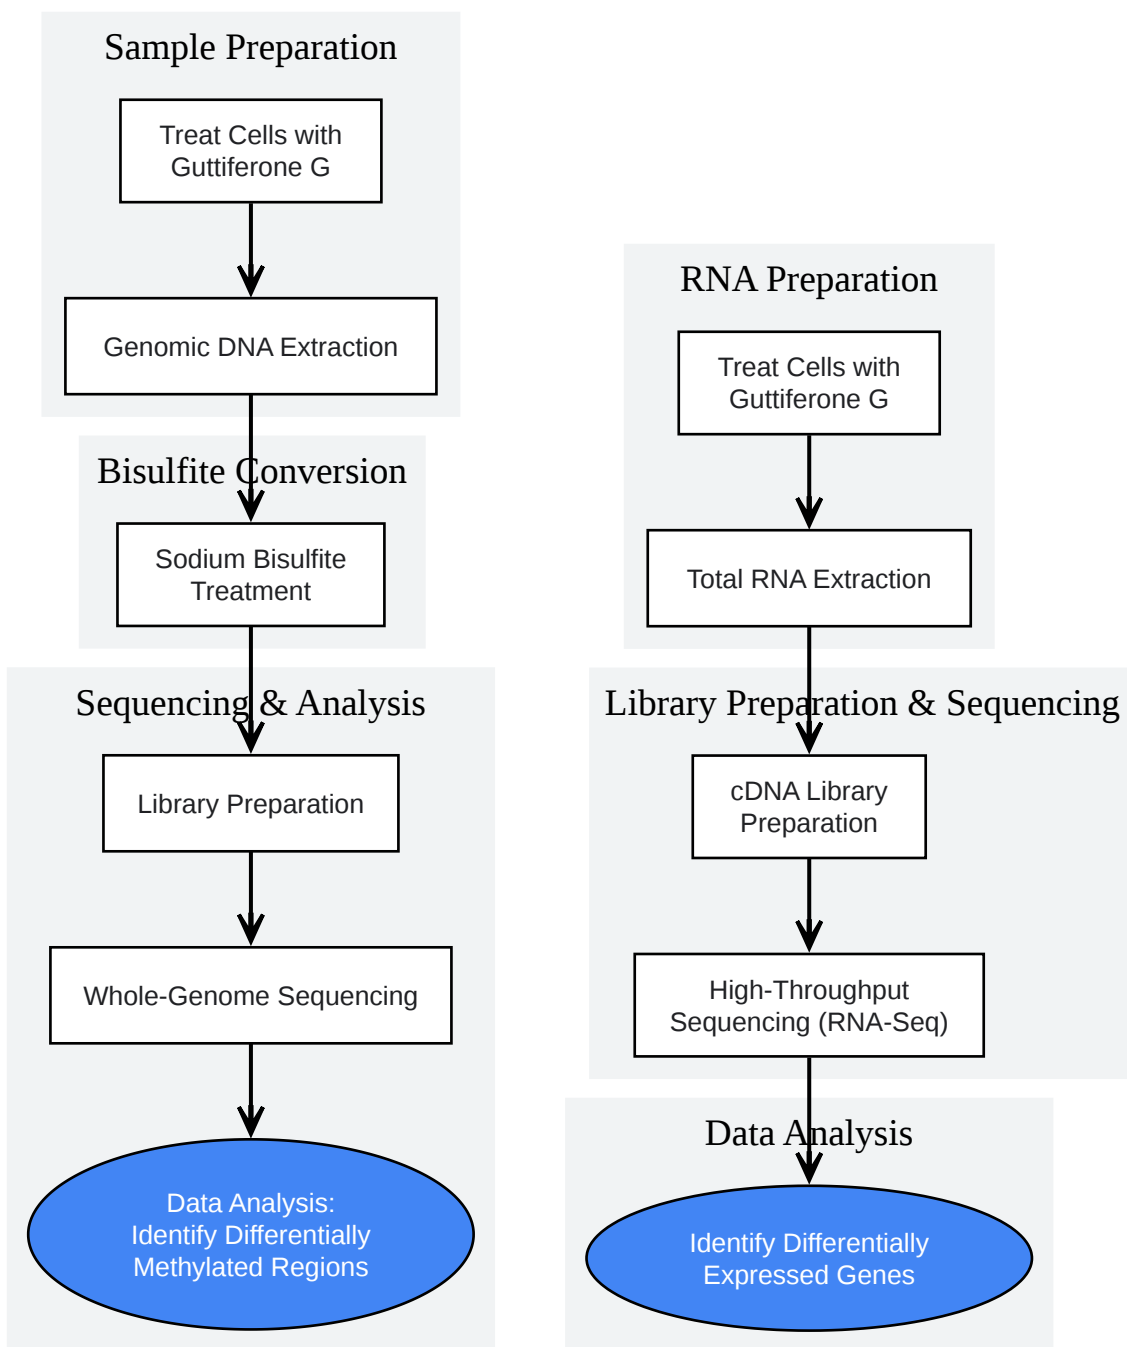 Sample Preparation
Treat Cells with
Guttiferone G
Genomic DNA Extraction
Bisulfite Conversion
Sodium Bisulfite
Treatment
Sequencing & Analysis
Library Preparation
Whole-Genome Sequencing
Data Analysis:
Identify Differentially
Methylated Regions
RNA Preparation
Treat Cells with
Guttiferone G
Total RNA Extraction
Library Preparation & Sequencing
cDNA Library
Preparation
High-Throughput
Sequencing (RNA-Seq)
Data Analysis
Identify Differentially
Expressed Genes